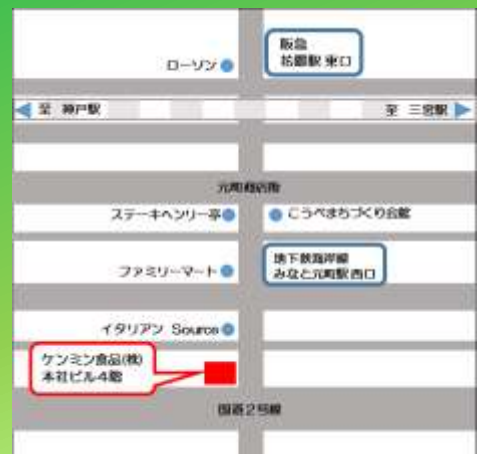 阪急
花隈駅 東口
ローソン
至 神戸駅
至 三宮駅
元町商店街
ステーキヘンリー亭
こうべまちづくり会館
ファミリーマート
地下鉄海岸線
みなと元町駅 西口
イタリアン Source
ケンミン食品(株)
本社ビル4階
国道2号線